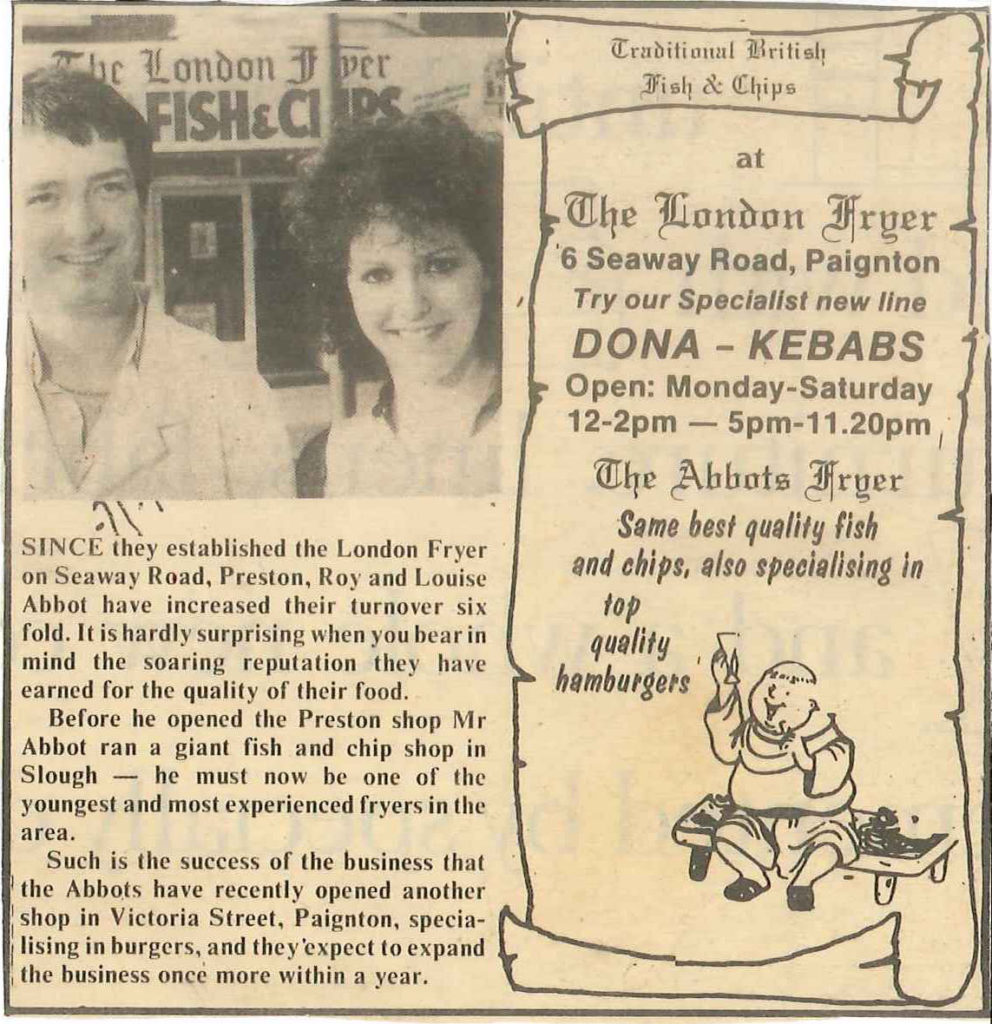 The London Fryer
FISH & CHIPS
SINCE they established the London Fryer
on Seaway Road, Preston, Roy and Louise
Abbot have increased their turnover six
fold. It is hardly surprising when you bear in
mind the soaring reputation they have
earned for the quality of their food.
Before he opened the Preston shop Mr
Abbot ran a giant fish and chip shop in
Slough — he must now be one of the
youngest and most experienced fryers in the
area.
Such is the success of the business that
the Abbots have recently opened another
shop in Victoria Street, Paignton, specia-
lising in burgers, and they expect to expand
the business once more within a year.
Traditional British
Fish & Chips
at
The London Fryer
6 Seaway Road, Paignton
Try our Specialist new line
DONA - KEBABS
Open: Monday-Saturday
12-2pm — 5pm-11.20pm
The Abbots Fryer
Same best quality fish
and chips, also specialising in
top
quality
hamburgers